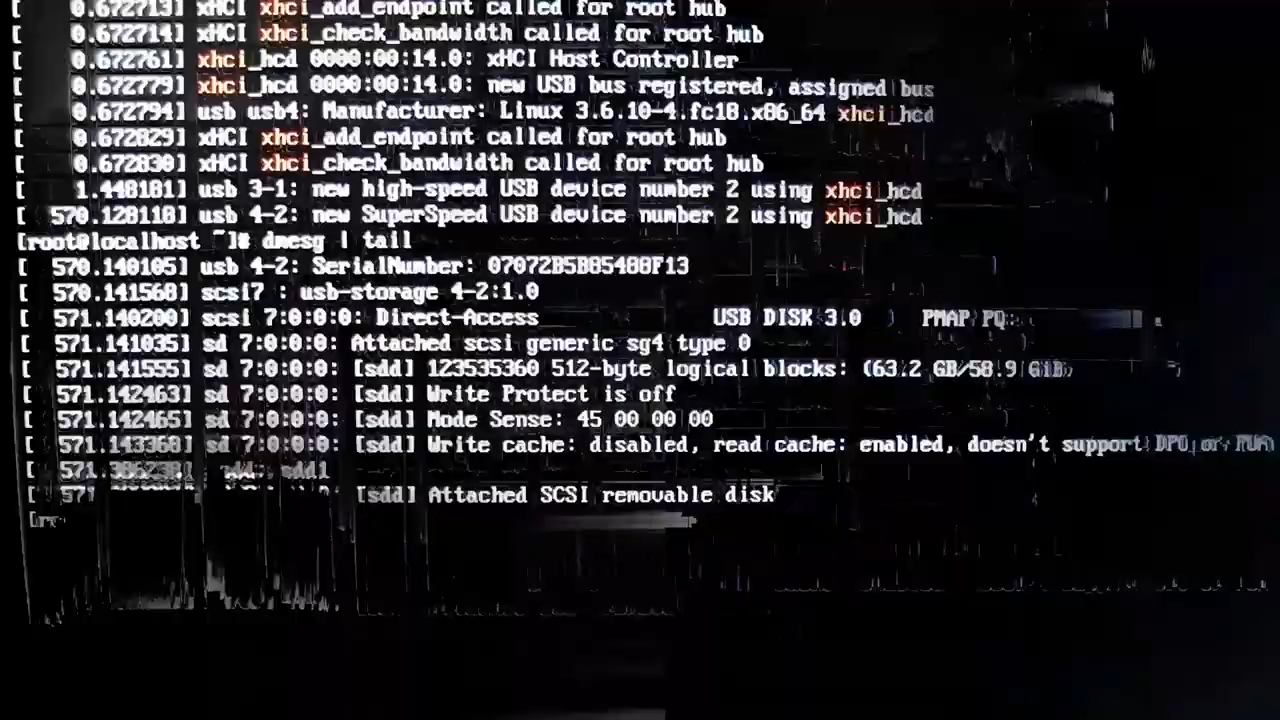 [ 0.672713] xHCI xhci_add_endpoint called for root hub
[ 0.672714] xHCI xhci_check_bandwidth called for root hub
[ 0.672761] xhci_hcd 0000:00:14.0: xHCI Host Controller
[ 0.672779] xhci_hcd 0000:00:14.0: new USB bus registered, assigned bus
[ 0.672794] usb usb4: Manufacturer: Linux 3.6.10-4.fc18.x86_64 xhci_hcd
[ 0.672829] xHCI xhci_add_endpoint called for root hub
[ 0.672830] xHCI xhci_check_bandwidth called for root hub
[ 1.448181] usb 3-1: new high-speed USB device number 2 using xhci_hcd
[ 570.128118] usb 4-2: new SuperSpeed USB device number 2 using xhci_hcd
[root@localhost ~]# dmesg | tail
[ 570.140105] usb 4-2: SerialNumber: 07072B5B85488F13
[ 570.141568] scsi7 : usb-storage 4-2:1.0
[ 571.140200] scsi 7:0:0:0: Direct-Access USB DISK 3.0 PMAP PQ:
[ 571.141035] sd 7:0:0:0: Attached scsi generic sg4 type 0
[ 571.141555] sd 7:0:0:0: [sdd] 123535360 512-byte logical blocks: (63.2 GB/58.9 GiB)
[ 571.142463] sd 7:0:0:0: [sdd] Write Protect is off
[ 571.142465] sd 7:0:0:0: [sdd] Mode Sense: 45 00 00 00
[ 571.143360] sd 7:0:0:0: [sdd] Write cache: disabled, read cache: enabled, doesn't support DPO or FUA
[ sdd: sdd1
[ [sdd] Attached SCSI removable disk